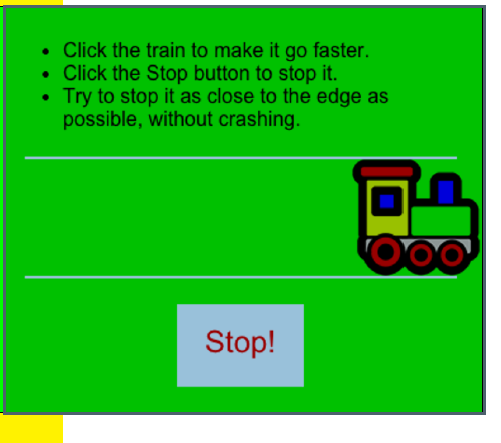 Click the train to make it go faster.
Click the Stop button to stop it.
Try to stop it as close to the edge as
possible, without crashing.
Stop!